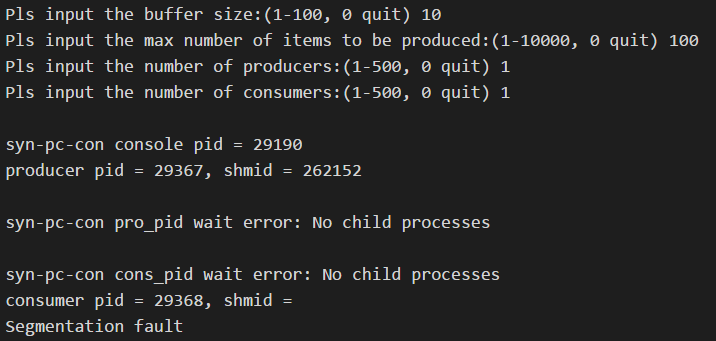 Pls input the buffer size:(1-100, 0 quit) 10
Pls input the max number of items to be produced:(1-10000, 0 quit) 100
Pls input the number of producers:(1-500, 0 quit) 1
Pls input the number of consumers:(1-500, 0 quit) 1
syn-pc-con console pid = 29190
producer pid = 29367, shmid = 262152
syn-pc-con pro_pid wait error: No child processes
syn-pc-con cons_pid wait error: No child processes
consumer pid = 29368, shmid =
Segmentation fault